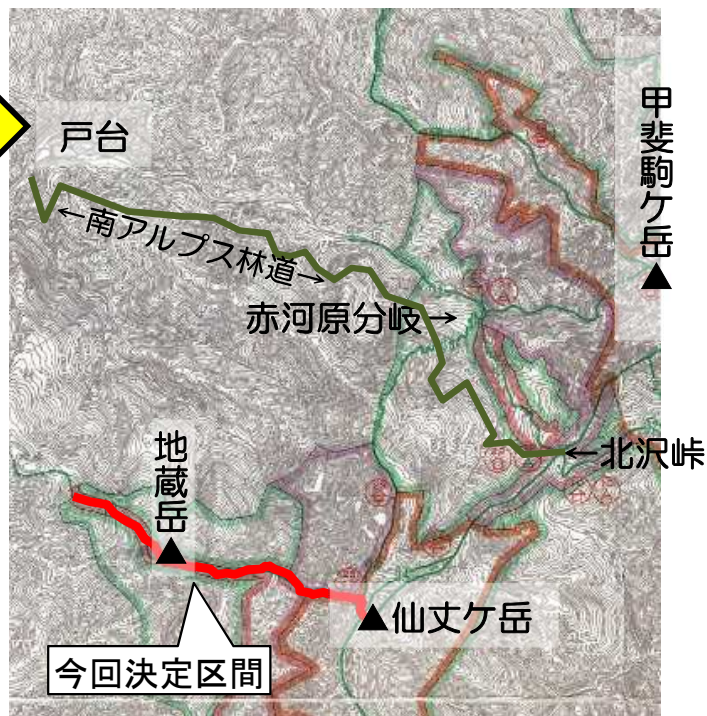 戸台
甲斐駒ケ岳▲
←南アルプス林道→
赤河原分岐→
←北沢峠
地蔵岳▲
▲仙丈ケ岳
今回決定区間